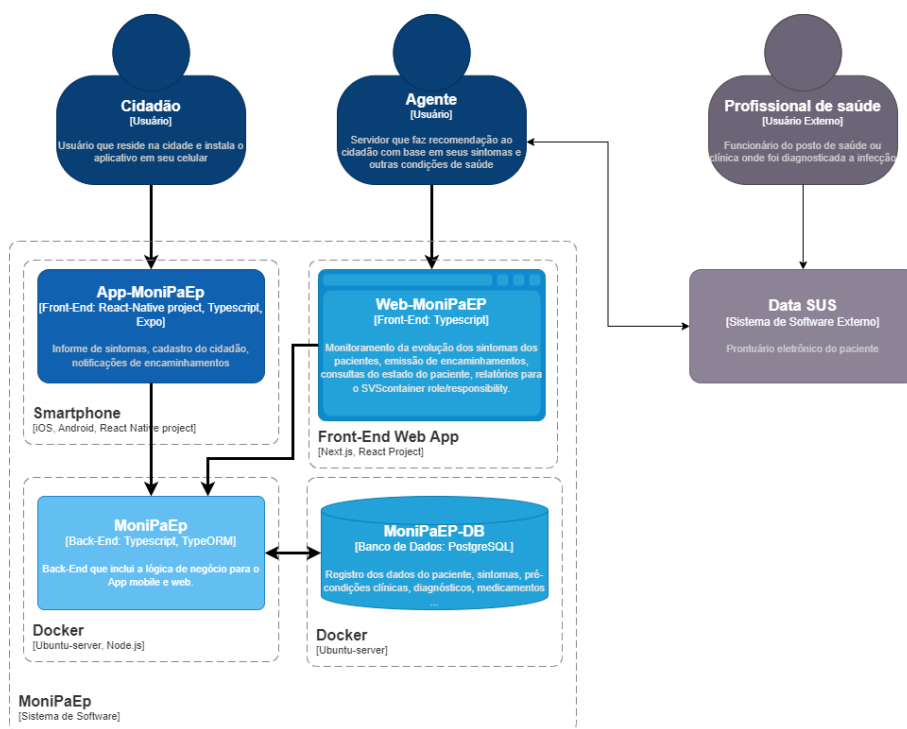 Cidadão
[Usuário]
Usuário que reside na cidade e instala o
aplicativo em seu celular
Agente
[Usuário]
Servidor que faz recomendação ao
cidadão com base em seus sintomas e
outras condições de saúde
Profissional de saúde
[Usuário Externo]
Funcionário do posto de saúde ou
clínica onde foi diagnosticada a infecção
App-MoniPaEp
[Front-End: React-Native project, Typescript,
Expo]
Informe de sintomas, cadastro do cidadão,
notificações de encaminhamentos
Smartphone
[iOS, Android, React Native project]
Web-MoniPaEP
[Front-End: Typescript]
Monitoramento da evolução dos sintomas dos
pacientes, emissão de encaminhamentos,
consultas do estado do paciente, relatórios para
o SVScontainer role/responsibility.
Front-End Web App
[Next.js, React Project]
Data SUS
[Sistema de Software Externo]
Prontuário eletrônico do paciente
MoniPaEp
[Back-End: Typescript, TypeORM]
Back-End que inclui a lógica de negócio para o
App mobile e web.
Docker
[Ubuntu-server, Node.js]
MoniPaEP-DB
[Banco de Dados: PostgreSQL]
Registro dos dados do paciente, sintomas, pré-
condições clínicas, diagnósticos, medicamentos
...
Docker
[Ubuntu-server]
MoniPaEp
[Sistema de Software]